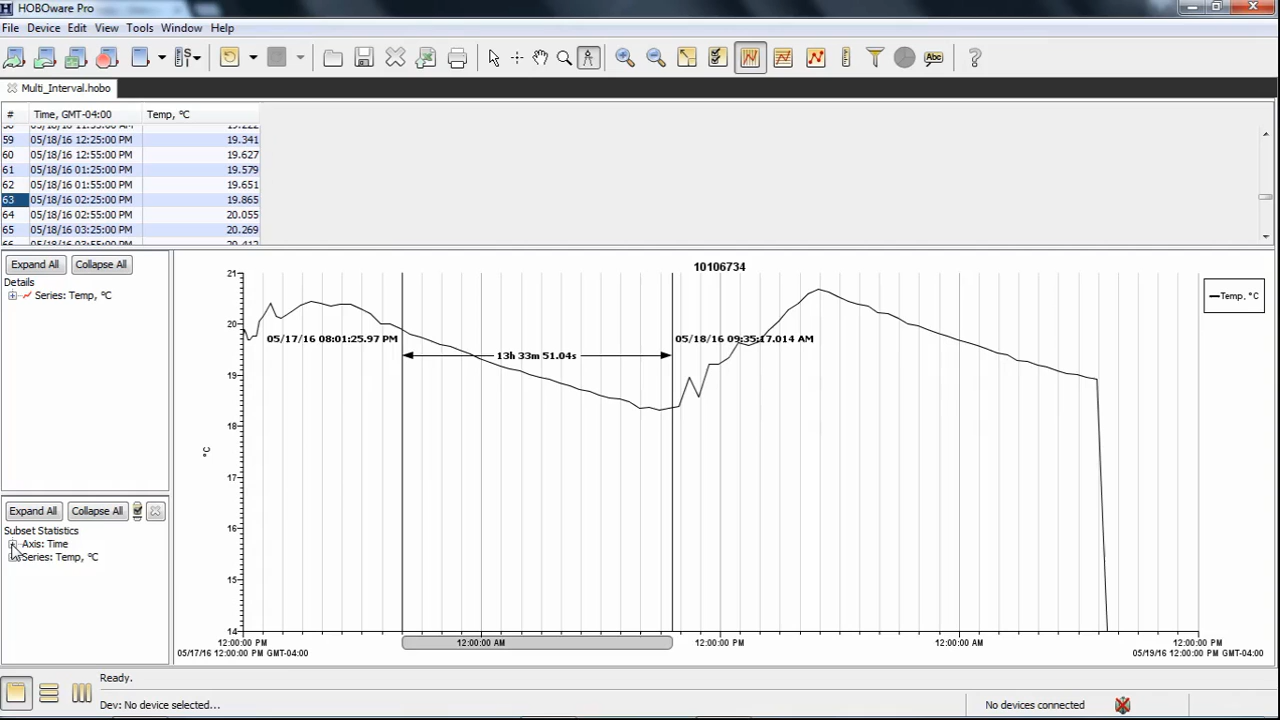 HOBOware Pro
File Device Edit View Tools Window Help
Abc
Multi_Interval.hobo
# Time, GMT-04:00 Temp, °C
59 05/18/16 12:25:00 PM 19.341
60 05/18/16 12:55:00 PM 19.627
61 05/18/16 01:25:00 PM 19.579
62 05/18/16 01:55:00 PM 19.651
63 05/18/16 02:25:00 PM 19.865
64 05/18/16 02:55:00 PM 20.055
65 05/18/16 03:25:00 PM 20.269
Expand All Collapse All
Details
Series: Temp, °C
Expand All Collapse All
Subset Statistics
Axis: Time
Series: Temp, °C
10106734
Temp, °C
21
20
19
18
17
16
15
14
°C
05/17/16 08:01:25.97 PM
05/18/16 09:35:17.014 AM
13h 33m 51.04s
12:00:00 PM 12:00:00 AM 12:00:00 PM 12:00:00 AM 12:00:00 PM
05/17/16 12:00:00 PM GMT-04:00 05/19/16 12:00:00 PM GMT-04:00
Ready.
Dev: No device selected...
No devices connected